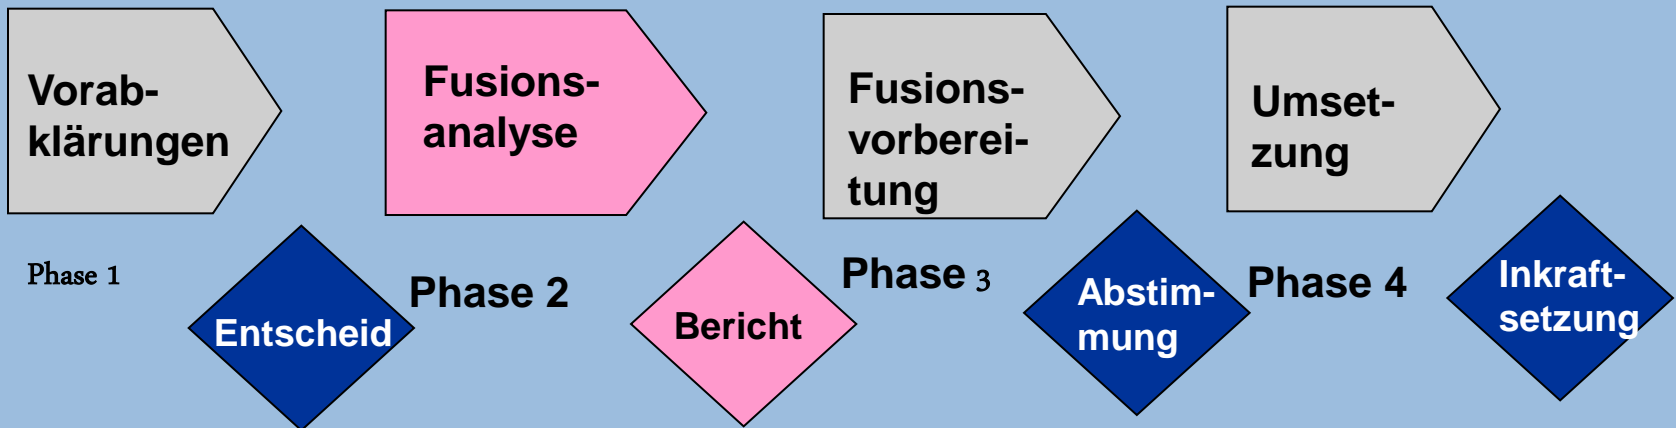 Vorab-
klärungen
Fusions-
analyse
Fusions-
vorberei-
tung
Umset-
zung
Phase 1
Entscheid
Phase 2
Bericht
Phase 3
Abstim-
mung
Phase 4
Inkraft-
setzung